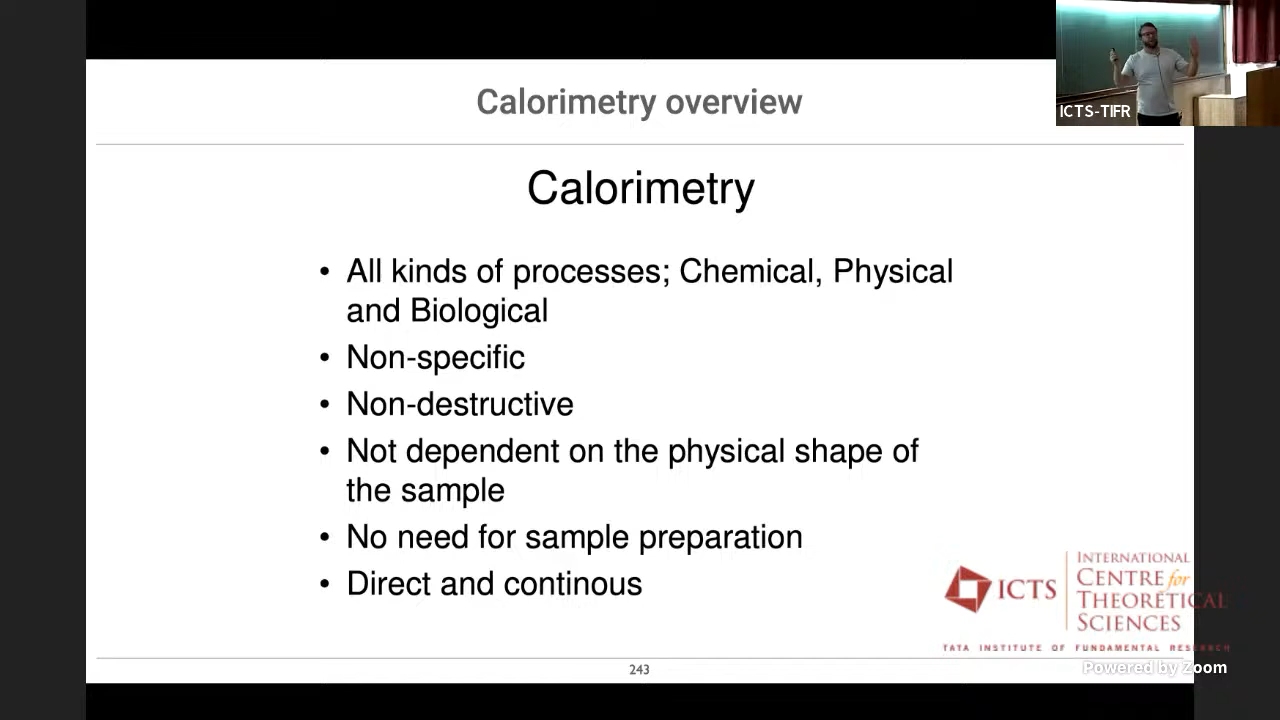 Calorimetry overview
ICTS-TIFR
Calorimetry
• All kinds of processes; Chemical, Physical
and Biological
• Non-specific
• Non-destructive
• Not dependent on the physical shape of
the sample
• No need for sample preparation
• Direct and continous
ICTS
INTERNATIONAL
CENTRE for
THEORETICAL
SCIENCES
TATA INSTITUTE OF FUNDAMENTAL RESEARCH
243
Powered by Zoom